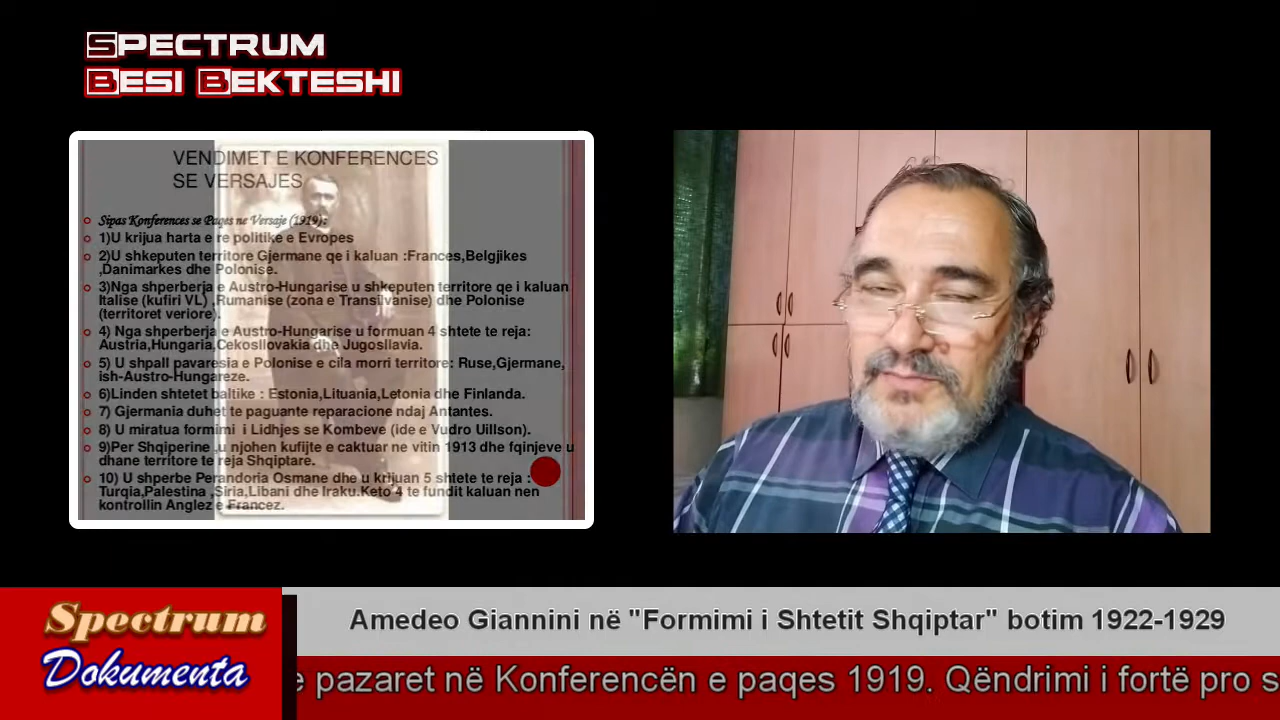 SPECTRUM
BESI BEKTESHI
VENDIMET E KONFERENCES
SE VERSAJES
Sipas Konferences se Paqes ne Versaje (1919):
1)U krijua harta e re politike e Evropes
2)U shkeputen territore Gjermane qe i kaluan :Frances,Belgjikes
,Danimarkes dhe Polonise.
3)Nga shperberja e Austro-Hungarise u shkeputen territore qe i kaluan
Italise (kufiri VL) ,Rumanise (zona e Transilvanise) dhe Polonise
(territoret veriore).
4) Nga shperberja e Austro-Hungarise u formuan 4 shtete te reja:
Austria,Hungaria,Cekosllovakia dhe Jugosllavia.
5) U shpall pavaresia e Polonise e cila morri territore: Ruse,Gjermane,
ish-Austro-Hungareze.
6)Linden shtetet baltike : Estonia,Lituania,Letonia dhe Finlanda.
7) Gjermania duhet te paguante reparacione ndaj Antantes.
8) U miratua formimi i Lidhjes se Kombeve (ide e Vudro Uillson).
9)Per Shqiperine ,u njohen kufijte e caktuar ne vitin 1913 dhe fqinjeve u
dhane territore te reja Shqiptare.
10) U shperbe Perandoria Osmane dhe u krijuan 5 shtete te reja :
Turqia,Palestina ,Siria,Libani dhe Iraku.Keto 4 te fundit kaluan nen
kontrollin Anglez e Francez.
Spectrum
Dokumenta
Amedeo Giannini në "Formimi i Shtetit Shqiptar" botim 1922-1929
e pazaret në Konferencën e paqes 1919. Qëndrimi i fortë pro s